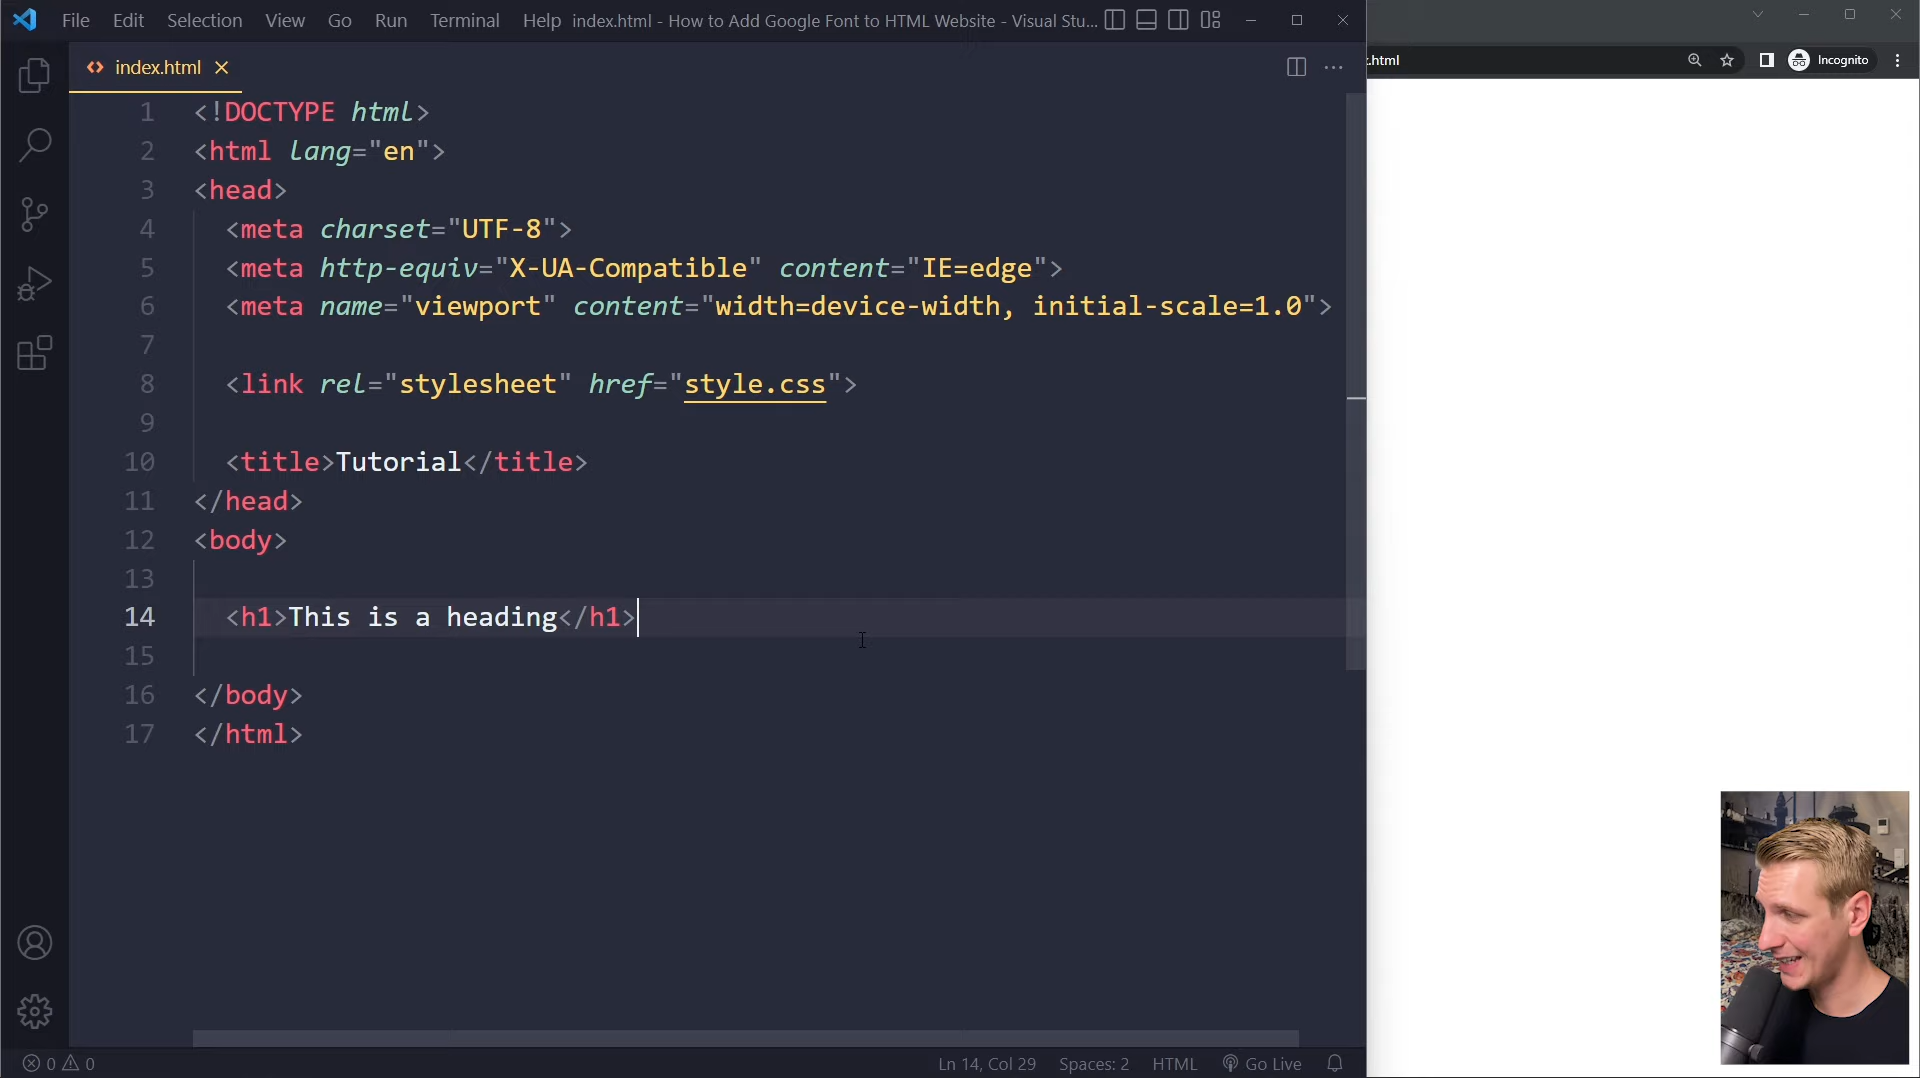 File Edit Selection View Go Run Terminal Help index.html - How to Add Google Font to HTML Website - Visual Stu...
index.html
.html
Incognito
1 <!DOCTYPE html>
2 <html lang="en">
3 <head>
4 <meta charset="UTF-8">
5 <meta http-equiv="X-UA-Compatible" content="IE=edge">
6 <meta name="viewport" content="width=device-width, initial-scale=1.0">
7
8 <link rel="stylesheet" href="style.css">
9
10 <title>Tutorial</title>
11 </head>
12 <body>
13
14 <h1>This is a heading</h1>
15
16 </body>
17 </html>
0 0 Ln 14, Col 29 Spaces: 2 HTML Go Live